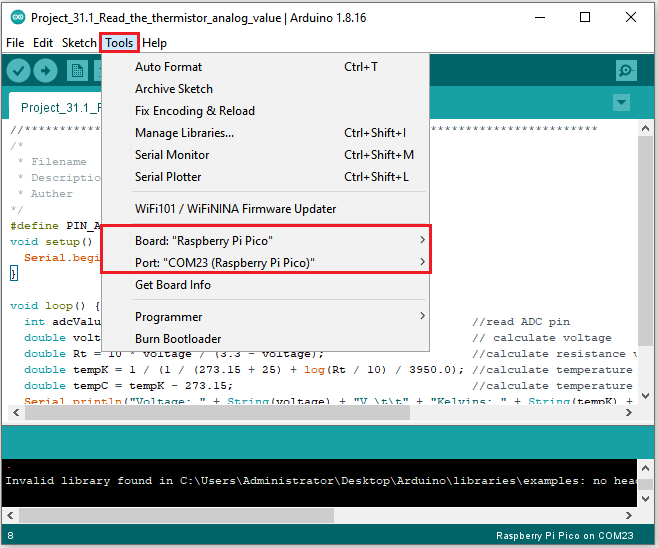 Project_31.1_Read_the_thermistor_analog_value | Arduino 1.8.16
File Edit Sketch Tools Help
Auto Format Ctrl+T
Archive Sketch
Fix Encoding & Reload
Manage Libraries... Ctrl+Shift+I
Serial Monitor Ctrl+Shift+M
Serial Plotter Ctrl+Shift+L
WiFi101 / WiFiNINA Firmware Updater
Board: "Raspberry Pi Pico"
Port: "COM23 (Raspberry Pi Pico)"
Get Board Info
Programmer
Burn Bootloader
Project_31.1_R
/*
 * Filename
 * Descriptio
 * Auther
*/
#define PIN_A
void setup()
  Serial.begi
}
void loop() {
  int adcValu //read ADC pin
  double volt // calculate voltage
  double Rt = 10 * voltage / (3.3 - voltage); //calculate resistance v
  double tempK = 1 / (1 / (273.15 + 25) + log(Rt / 10) / 3950.0); //calculate temperature
  double tempC = tempK - 273.15; //calculate temperature
  Serial.println("Voltage: " + String(voltage) + "V,\t\t" + "Kelvins: " + String(tempK) +
Invalid library found in C:\Users\Administrator\Desktop\Arduino\libraries\examples: no head
8 Raspberry Pi Pico on COM23